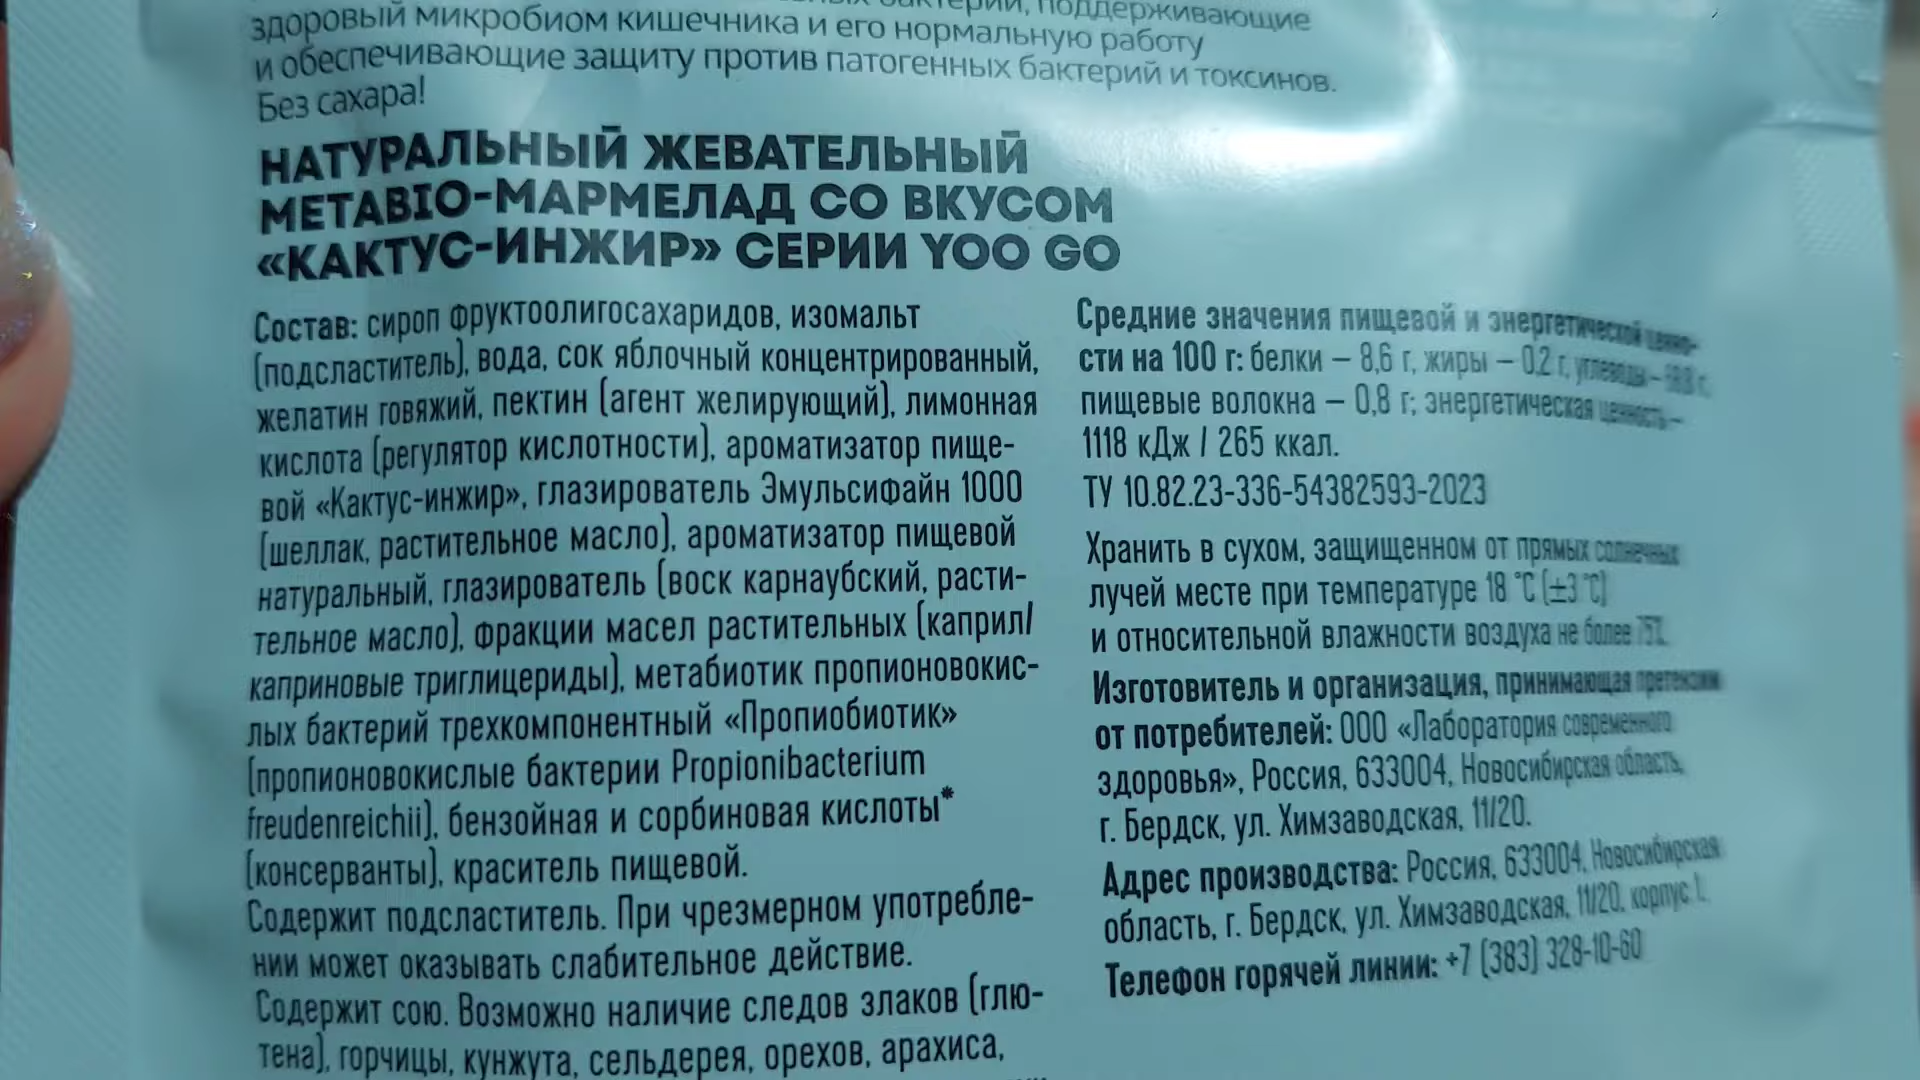 бактерий, поддерживающие
здоровый микробиом кишечника и его нормальную работу
и обеспечивающие защиту против патогенных бактерий и токсинов.
Без сахара!
НАТУРАЛЬНЫЙ ЖЕВАТЕЛЬНЫЙ
METABIO-МАРМЕЛАД СО ВКУСОМ
«КАКТУС-ИНЖИР» СЕРИИ YOO GO
Состав: сироп фруктоолигосахаридов, изомальт
(подсластитель), вода, сок яблочный концентрированный,
желатин говяжий, пектин (агент желирующий), лимонная
кислота (регулятор кислотности), ароматизатор пище-
вой «Кактус-инжир», глазирователь Эмульсифайн 1000
(шеллак, растительное масло), ароматизатор пищевой
натуральный, глазирователь (воск карнаубский, расти-
тельное масло), фракции масел растительных (каприл/
каприновые триглицериды), метабиотик пропионовокис-
лых бактерий трехкомпонентный «Пропиобиотик»
(пропионовокислые бактерии Propionibacterium
freudenreichii), бензойная и сорбиновая кислоты*
(консерванты), краситель пищевой.
Содержит подсластитель. При чрезмерном употребле-
нии может оказывать слабительное действие.
Содержит сою. Возможно наличие следов злаков (глю-
тена), горчицы, кунжута, сельдерея, орехов, арахиса,
Средние значения пищевой и энергетической ценно-
сти на 100 г: белки – 8,6 г, жиры – 0,2 г, углеводы –
пищевые волокна – 0,8 г; энергетическая ценность –
1118 кДж / 265 ккал.
ТУ 10.82.23-336-54382593-2023
Хранить в сухом, защищенном от прямых солнечных
лучей месте при температуре 18 °С (±3 °С)
и относительной влажности воздуха не более 75%.
Изготовитель и организация, принимающая претензии
от потребителей: ООО «Лаборатория современного
здоровья», Россия, 633004, Новосибирская область,
г. Бердск, ул. Химзаводская, 11/20.
Адрес производства: Россия, 633004, Новосибирская
область, г. Бердск, ул. Химзаводская, 11/20, корпус 1.
Телефон горячей линии: +7 (383) 328-10-60